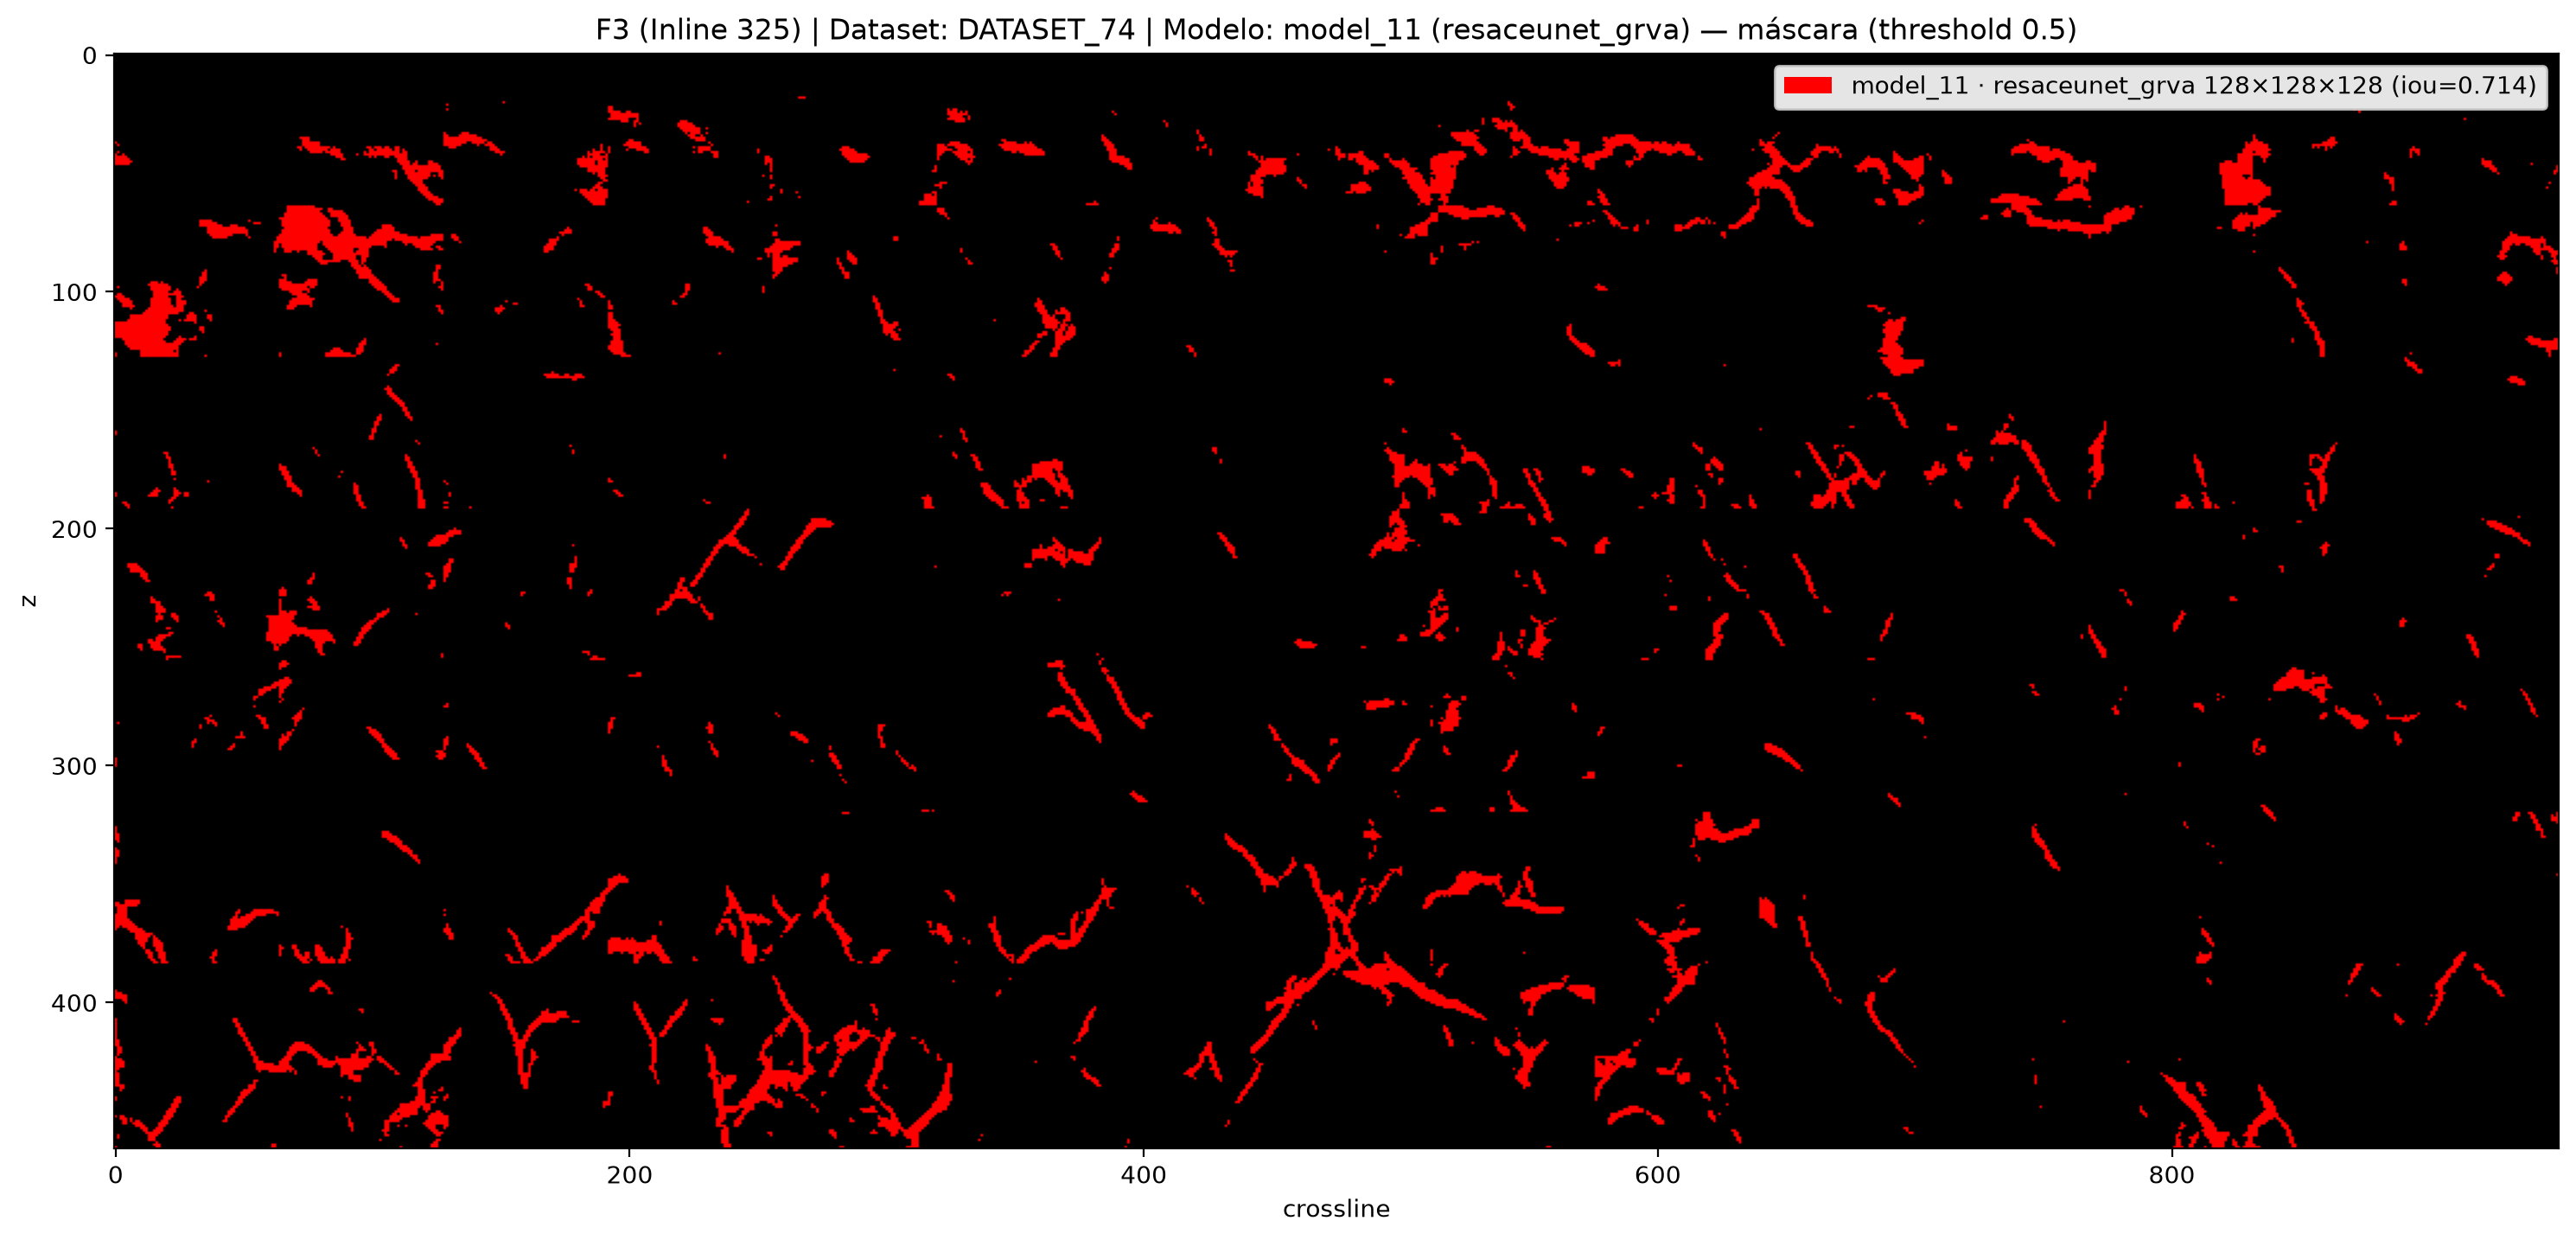 F3 (Inline 325) | Dataset: DATASET_74 | Modelo: model_11 (resaceunet_grva) — máscara (threshold 0.5)
model_11 · resaceunet_grva 128×128×128 (iou=0.714)
0
100
200
300
400
z
0
200
400
600
800
crossline